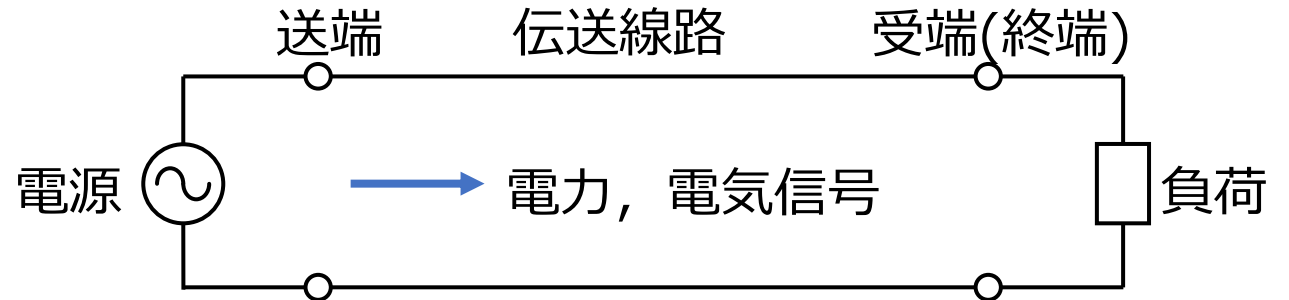 送端
伝送線路
受端(終端)
電源
電力，電気信号
負荷